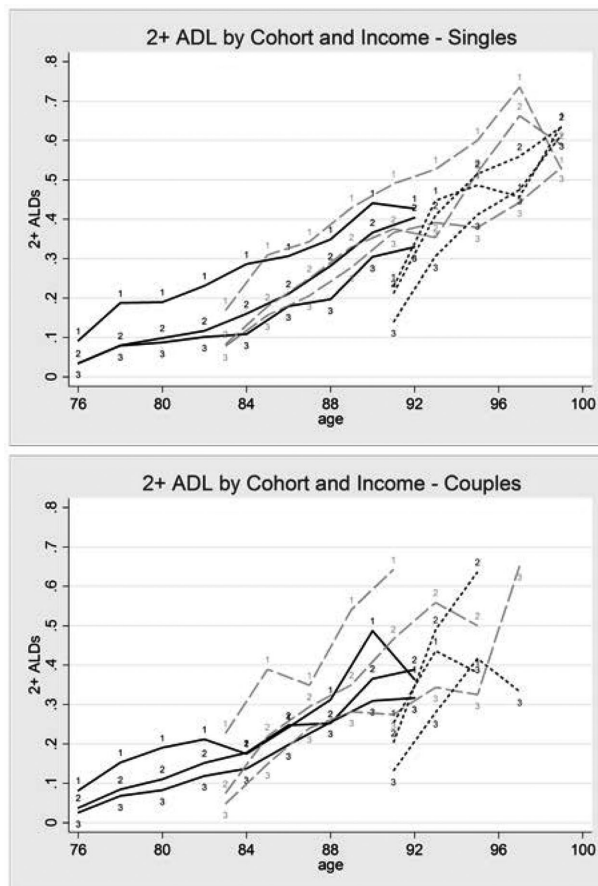 2+ ADL by Cohort and Income - Singles
2+ ALDs
.8
.7
.6
.5
.4
.3
.2
.1
0
76 80 84 88 92 96 100
age
2+ ADL by Cohort and Income - Couples
2+ ALDs
.8
.7
.6
.5
.4
.3
.2
.1
0
76 80 84 88 92 96 100
age